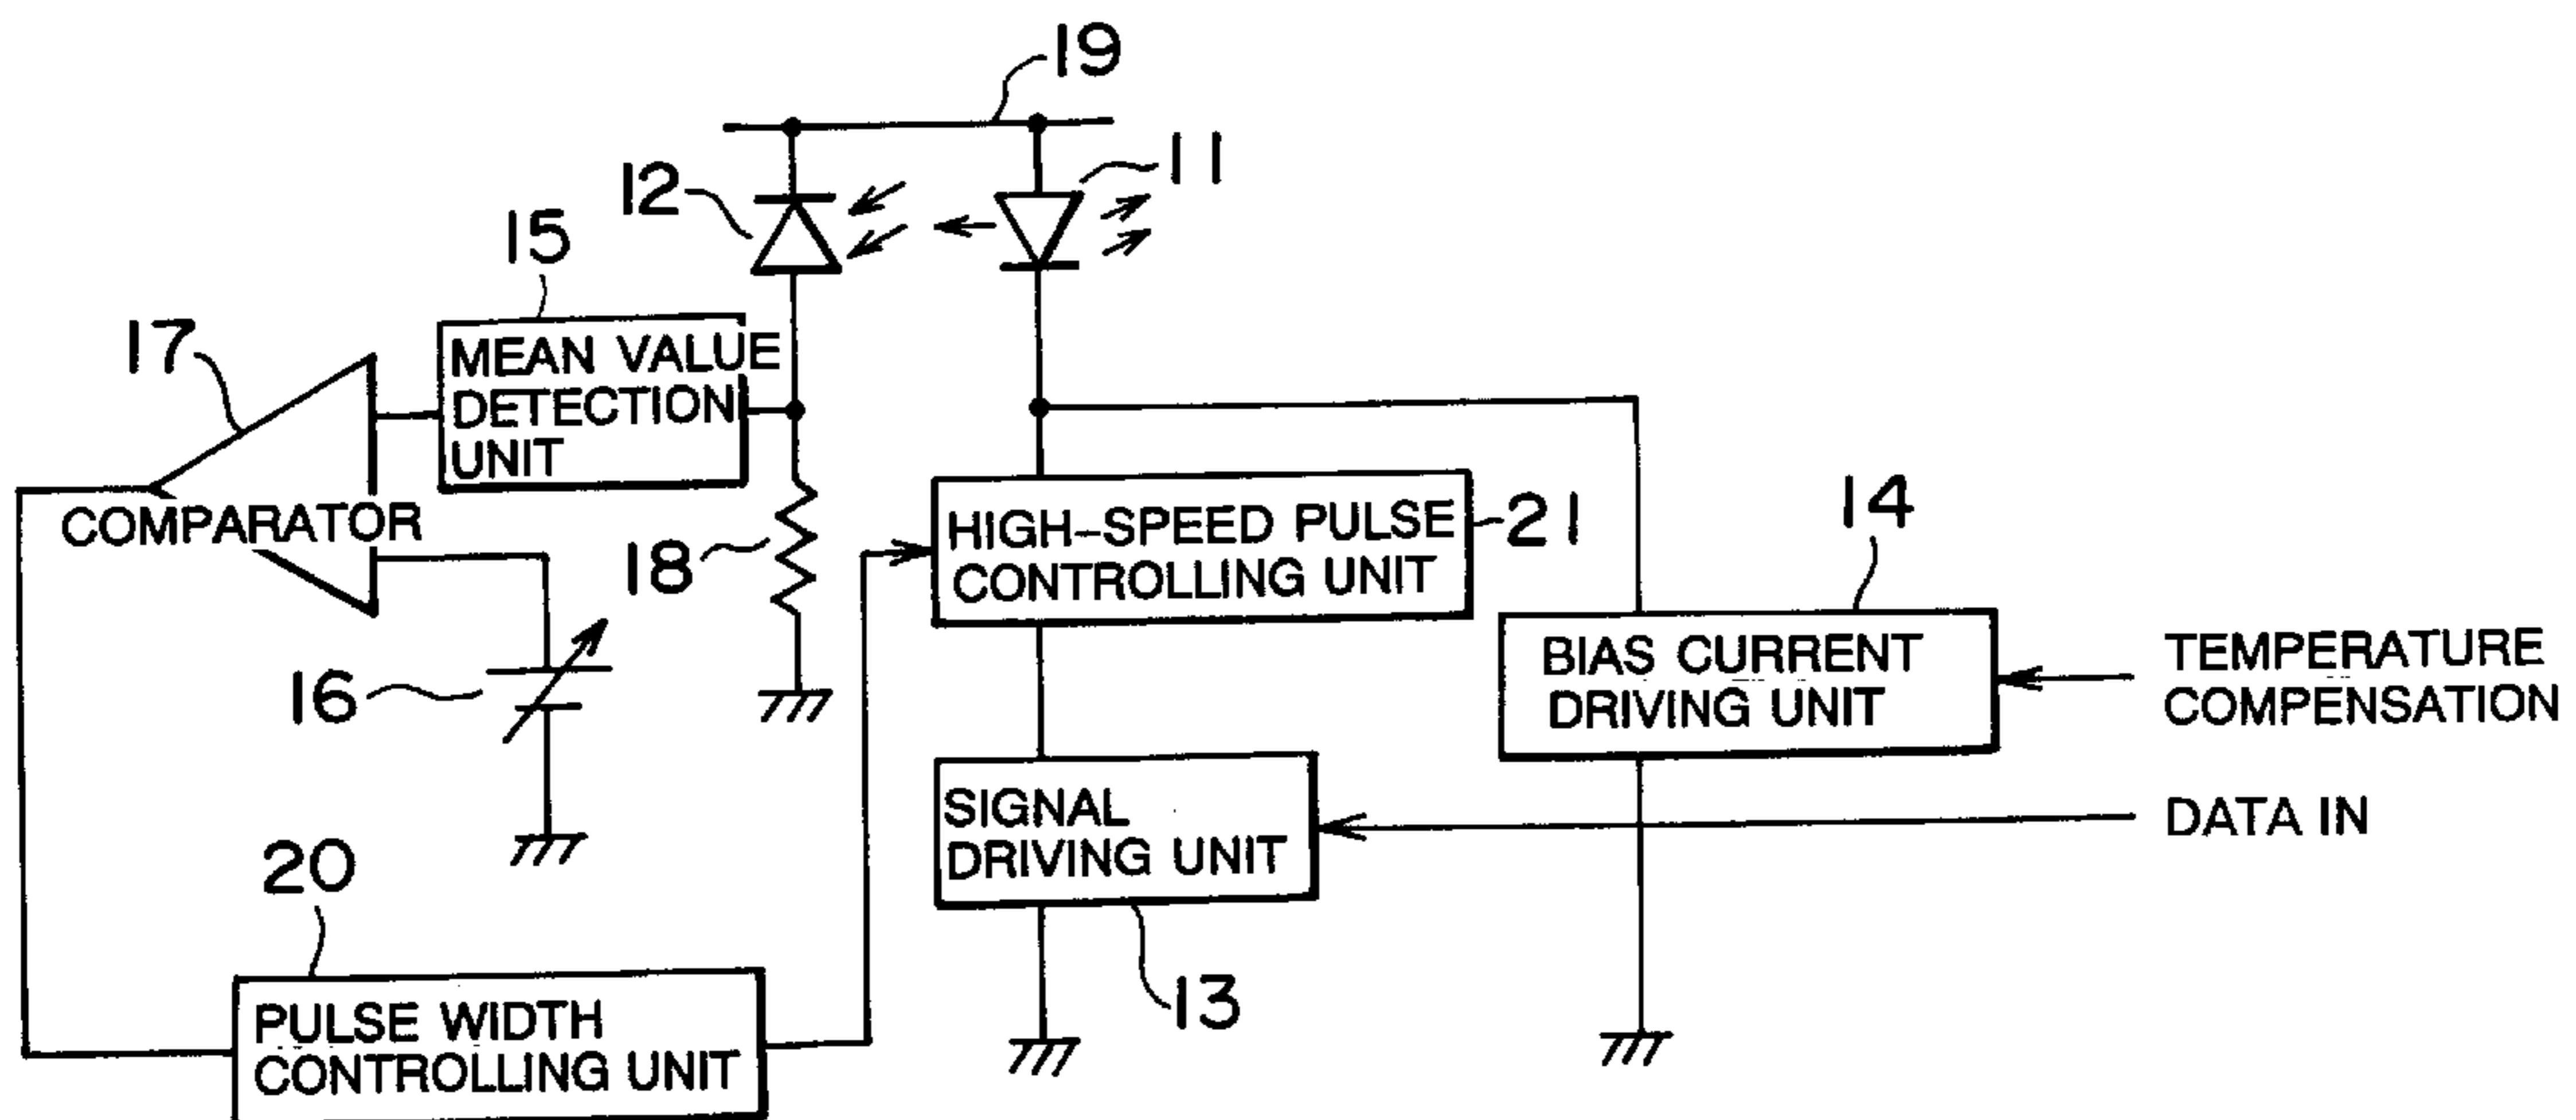 19
11
12
15
17
MEAN VALUE
DETECTION
UNIT
COMPARATOR
18
HIGH-SPEED PULSE
CONTROLLING UNIT
21
14
16
BIAS CURRENT
DRIVING UNIT
TEMPERATURE
COMPENSATION
SIGNAL
DRIVING UNIT
DATA IN
20
13
PULSE WIDTH
CONTROLLING UNIT